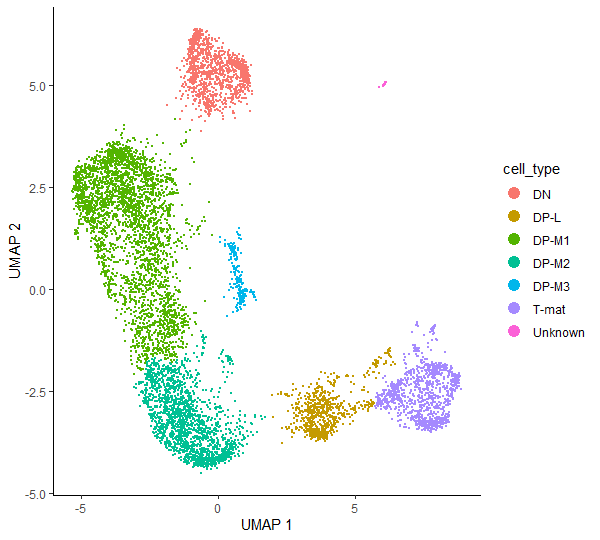 5.0
2.5
0.0
-2.5
-5.0
UMAP 2
-5
0
5
UMAP 1
cell_type
DN
DP-L
DP-M1
DP-M2
DP-M3
T-mat
Unknown